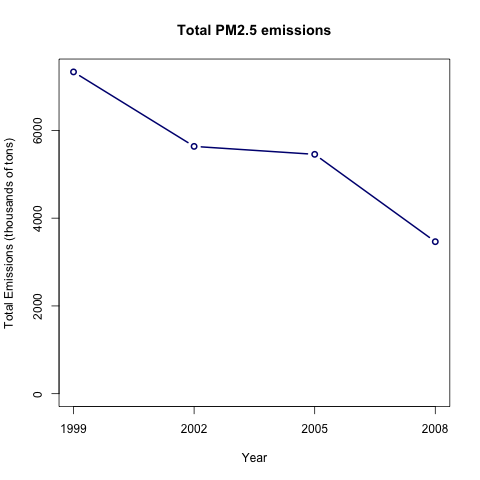 Total PM2.5 emissions
Total Emissions (thousands of tons)
6000
4000
2000
0
1999
2002
2005
2008
Year